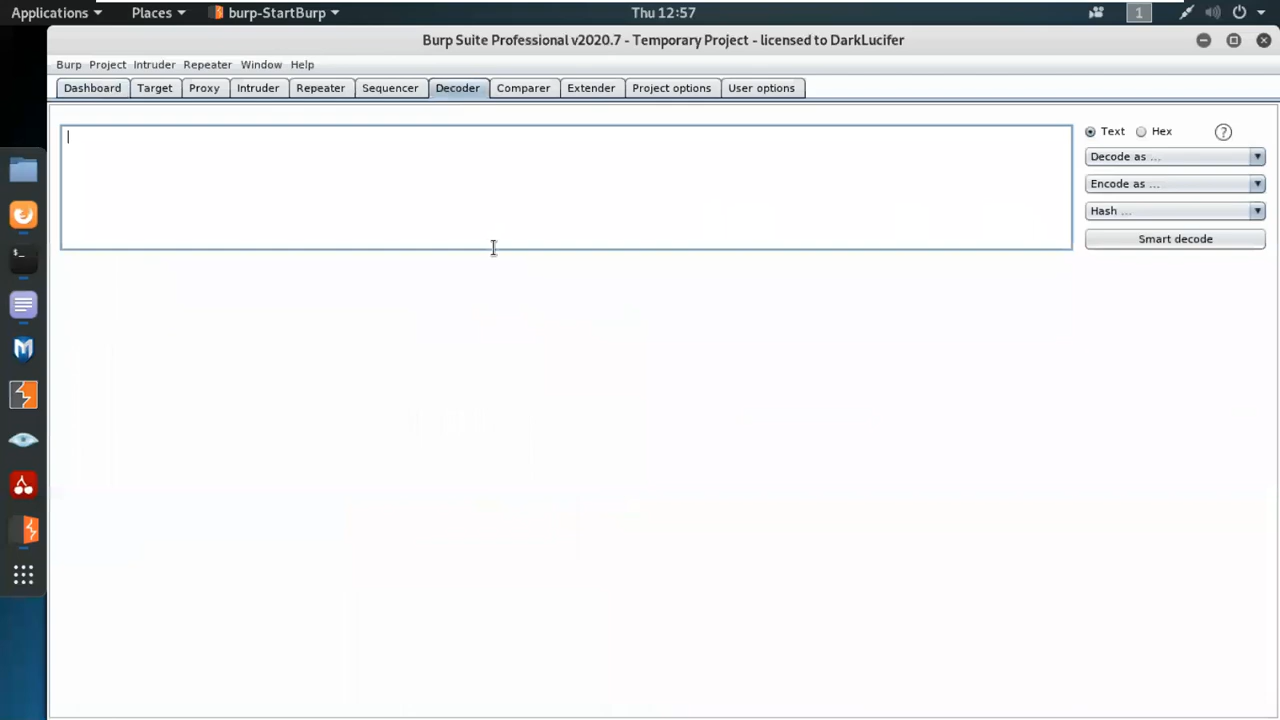 Applications Places burp-StartBurp Thu 12:57 1
Burp Suite Professional v2020.7 - Temporary Project - licensed to DarkLucifer
Burp Project Intruder Repeater Window Help
Dashboard Target Proxy Intruder Repeater Sequencer Decoder Comparer Extender Project options User options
Text Hex ?
Decode as ...
Encode as ...
Hash ...
Smart decode